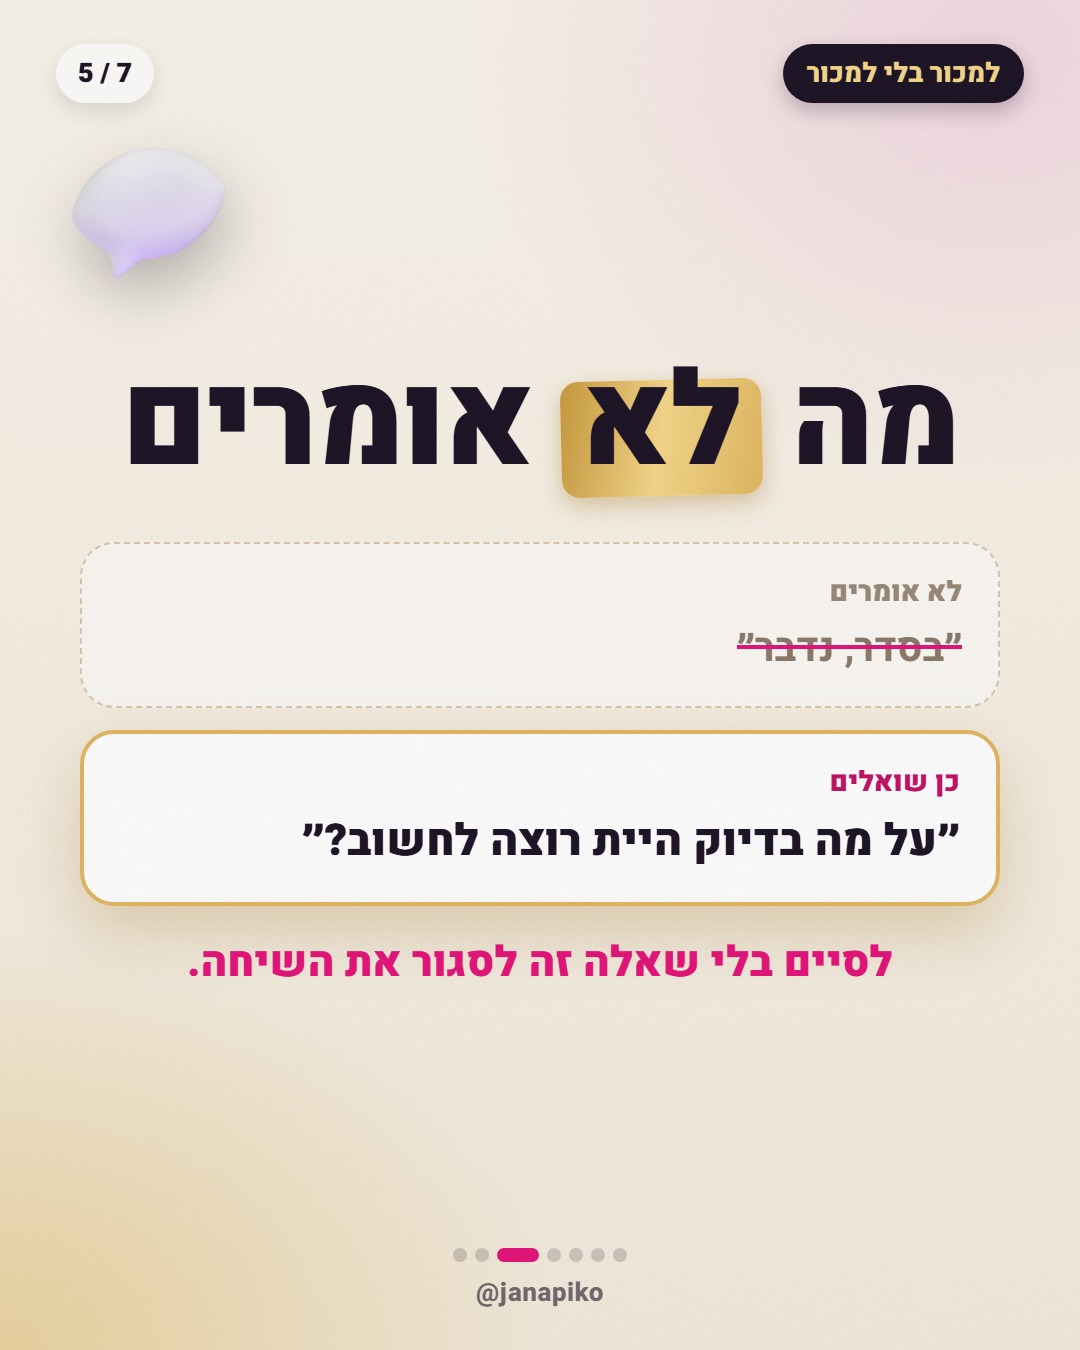 למכור בלי למכור
5 / 7
מה לא אומרים
לא אומרים
״בסדר, נדבר״
כן שואלים
״על מה בדיוק היית רוצה לחשוב?״
לסיים בלי שאלה זה לסגור את השיחה.
@janapiko